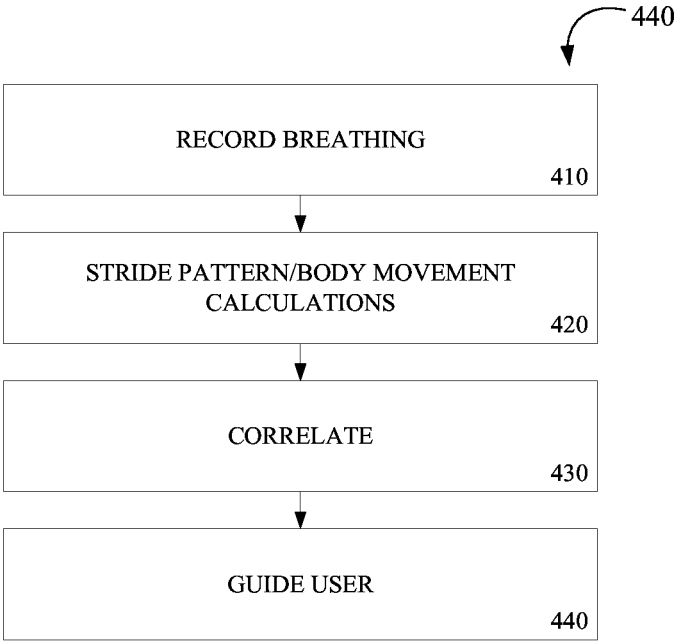 440
RECORD BREATHING
410
STRIDE PATTERN/BODY MOVEMENT
CALCULATIONS
420
CORRELATE
430
GUIDE USER
440